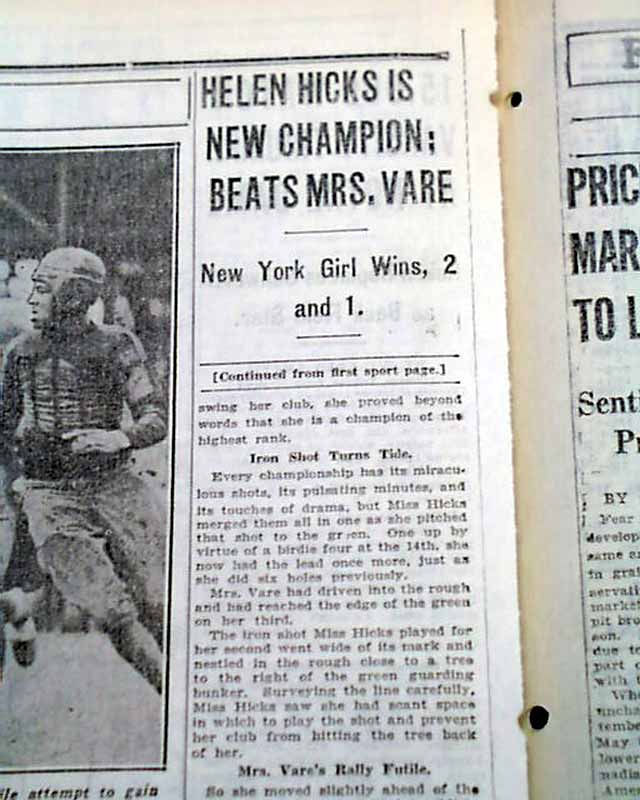 HELEN HICKS IS
NEW CHAMPION;
BEATS MRS. VARE
New York Girl Wins, 2
and 1.
[Continued from first sport page.]
swing her club, she proved beyond
words that she is a champion of the
highest rank.
Iron Shot Turns Tide.
Every championship has its miracu-
lous shots, its pulsating minutes, and
its touches of drama, but Miss Hicks
merged them all in one as she pitched
that shot to the green. One up by
virtue of a birdie four at the 14th, she
now had the lead once more, just as
she did six holes previously.
Mrs. Vare had driven into the rough
and had reached the edge of the green
on her third.
The iron shot Miss Hicks played for
her second went wide of its mark and
nestled in the rough close to a tree
to the right of the green guarding
bunker. Surveying the line carefully,
Miss Hicks saw she had scant space
in which to play the shot and prevent
her club from hitting the tree back
of her.
Mrs. Vare's Rally Futile.
So she moved slightly ahead of the
ile attempt to gain
PRIC
MAR
TO L
Senti
Pr
BY
Fear
develop
same an
in grai
servati
market
pit bro
son.
due to
part
with t
Wh
uncha
tembe
May
lower
nadia
Amer